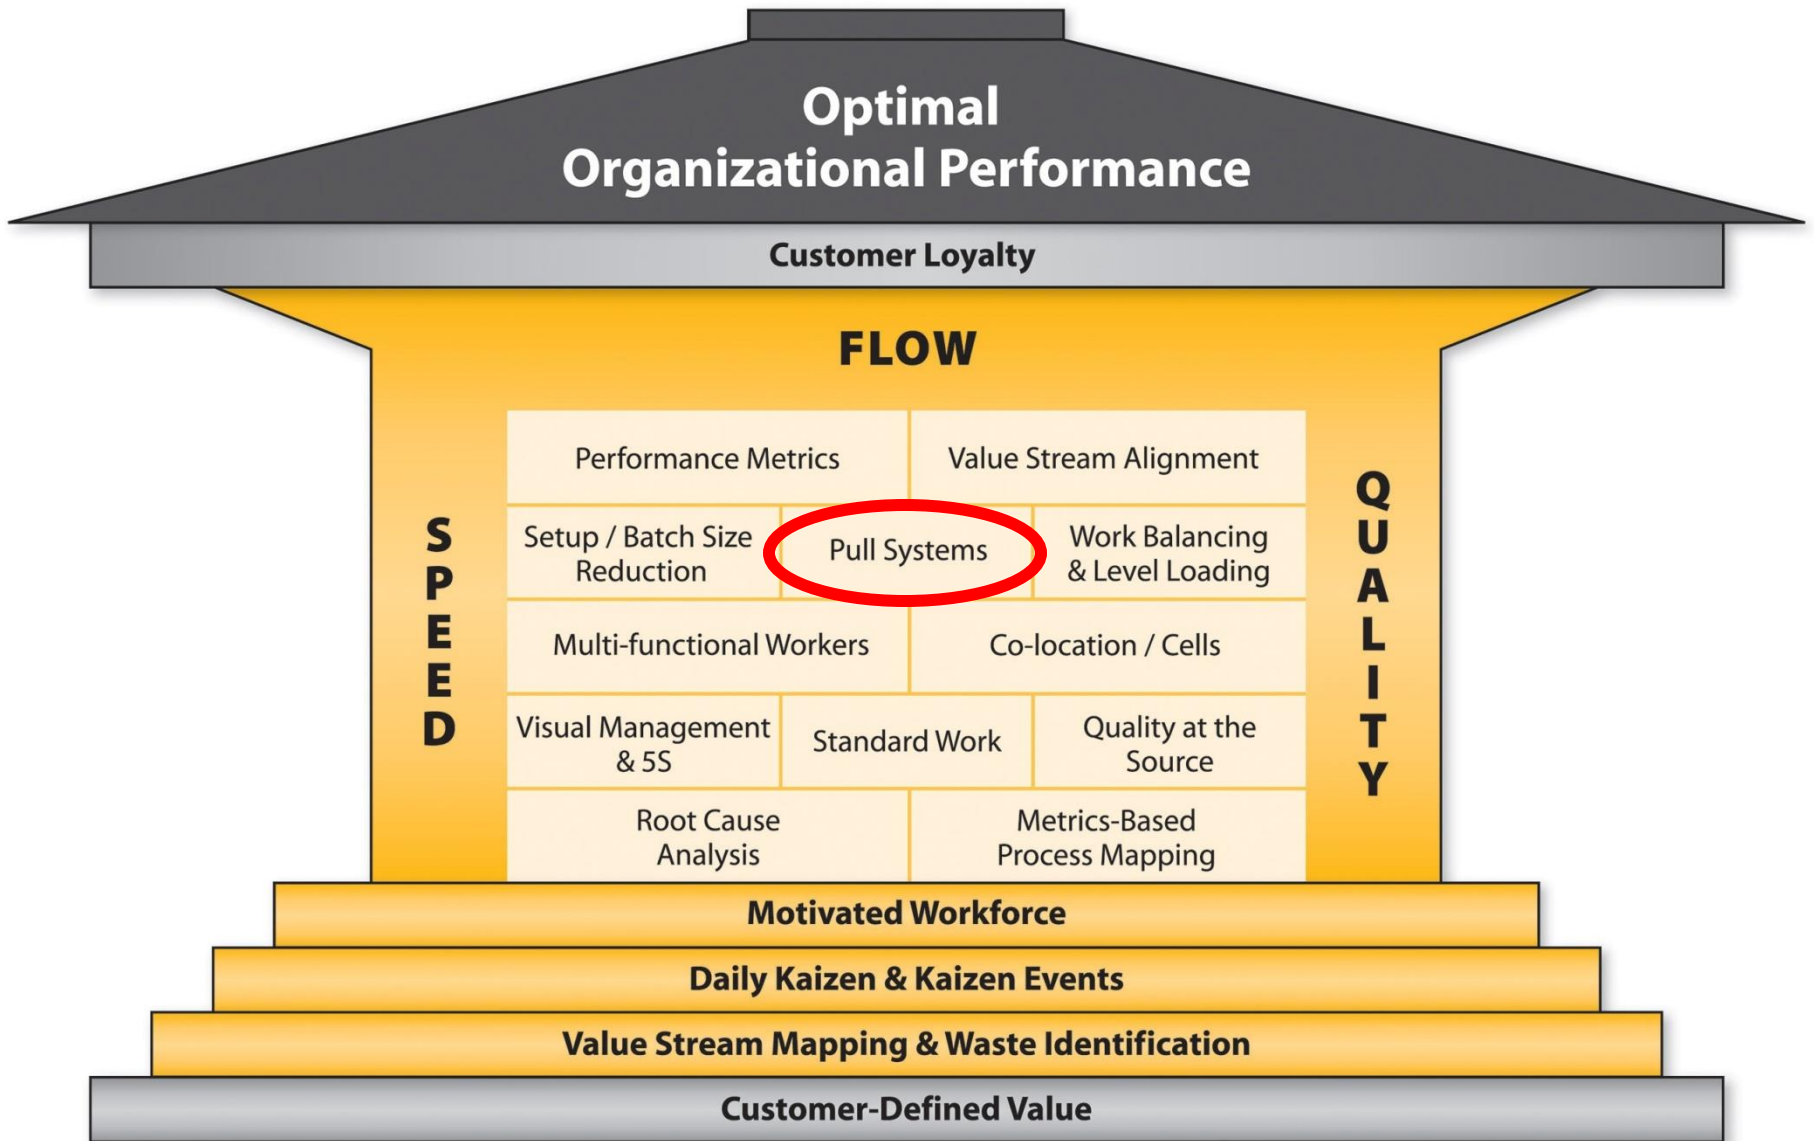 Optimal
Organizational Performance
Customer Loyalty
FLOW
SPEED
Performance Metrics
Value Stream Alignment
Setup / Batch Size
Reduction
Pull Systems
Work Balancing
& Level Loading
Multi-functional Workers
Co-location / Cells
Visual Management
& 5S
Standard Work
Quality at the
Source
Root Cause
Analysis
Metrics-Based
Process Mapping
QUALITY
Motivated Workforce
Daily Kaizen & Kaizen Events
Value Stream Mapping & Waste Identification
Customer-Defined Value